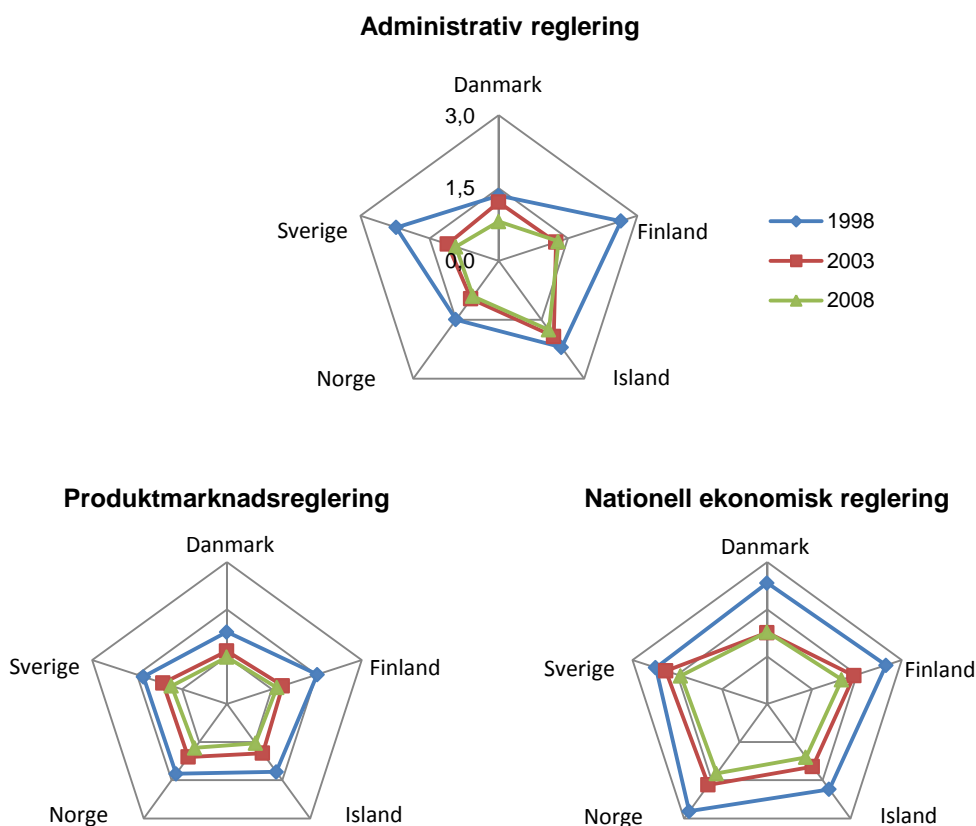 Administrativ reglering
Danmark
3,0
1,5
0,0
Sverige
Finland
Norge
Island
1998
2003
2008
Produktmarknadsreglering
Danmark
Sverige
Finland
Norge
Island
Nationell ekonomisk reglering
Danmark
Sverige
Finland
Norge
Island